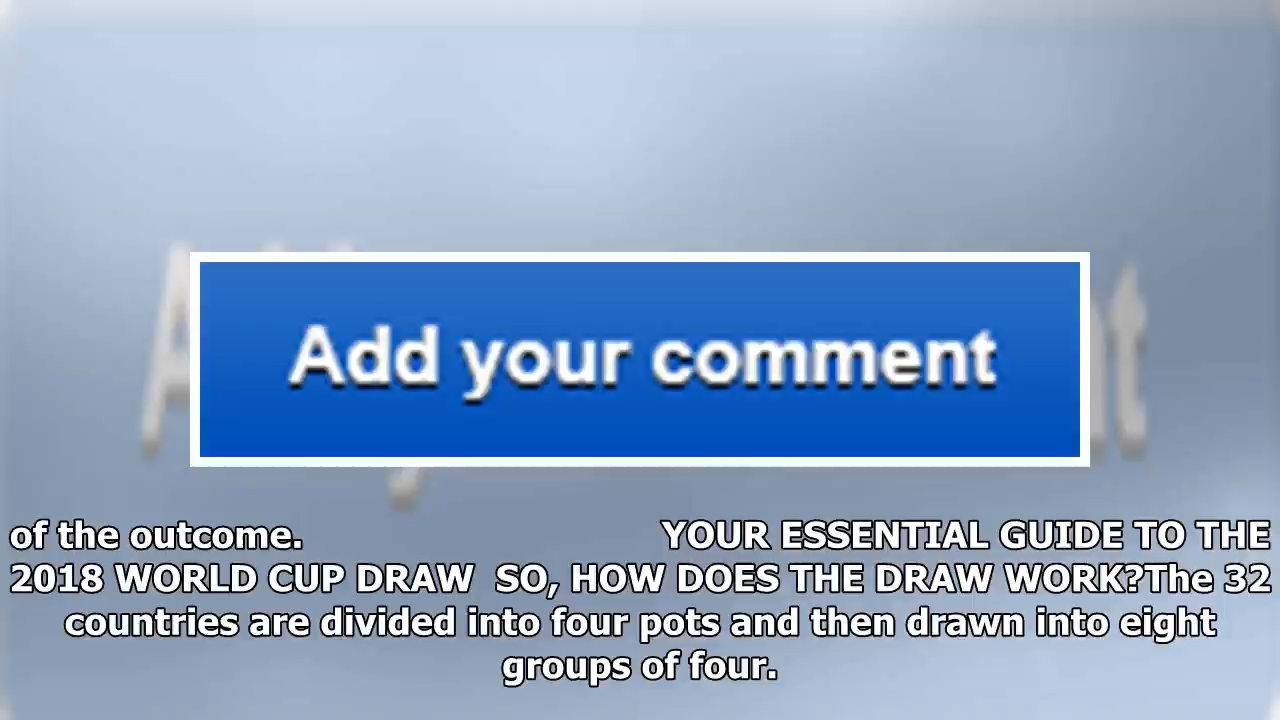 Add your comment
of the outcome. YOUR ESSENTIAL GUIDE TO THE
2018 WORLD CUP DRAW SO, HOW DOES THE DRAW WORK?The 32
countries are divided into four pots and then drawn into eight
groups of four.